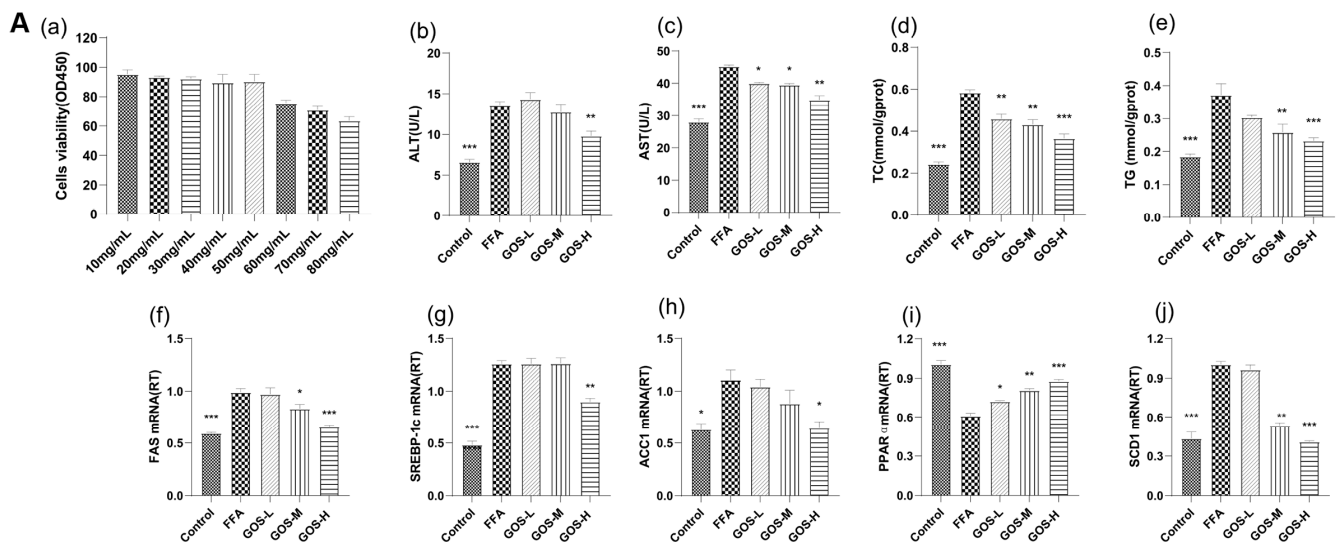 A
(a)
Cells viability(OD450)
120
100
80
60
40
20
0
10mg/mL
20mg/mL
30mg/mL
40mg/mL
50mg/mL
60mg/mL
70mg/mL
80mg/mL
(b)
ALT(U/L)
20
15
10
5
0
***
**
Control
FFA
GOS-L
GOS-M
GOS-H
(c)
AST(U/L)
50
40
30
20
10
0
***
*
*
**
Control
FFA
GOS-L
GOS-M
GOS-H
(d)
TC(mmol/gprot)
0.8
0.6
0.4
0.2
0.0
***
**
**
***
Control
FFA
GOS-L
GOS-M
GOS-H
(e)
TG (mmol/gprot)
0.5
0.4
0.3
0.2
0.1
0.0
***
**
***
Control
FFA
GOS-L
GOS-M
GOS-H
(f)
FAS mRNA(RT)
1.5
1.0
0.5
0.0
***
*
***
Control
FFA
GOS-L
GOS-M
GOS-H
(g)
SREBP-1c mRNA(RT)
1.5
1.0
0.5
0.0
***
**
Control
FFA
GOS-L
GOS-M
GOS-H
(h)
ACC1 mRNA(RT)
1.5
1.0
0.5
0.0
*
*
Control
FFA
GOS-L
GOS-M
GOS-H
(i)
PPAR α mRNA(RT)
1.2
0.9
0.6
0.3
0.0
***
*
**
***
Control
FFA
GOS-L
GOS-M
GOS-H
(j)
SCD1 mRNA(RT)
1.2
0.9
0.6
0.3
0.0
***
**
***
Control
FFA
GOS-L
GOS-M
GOS-H